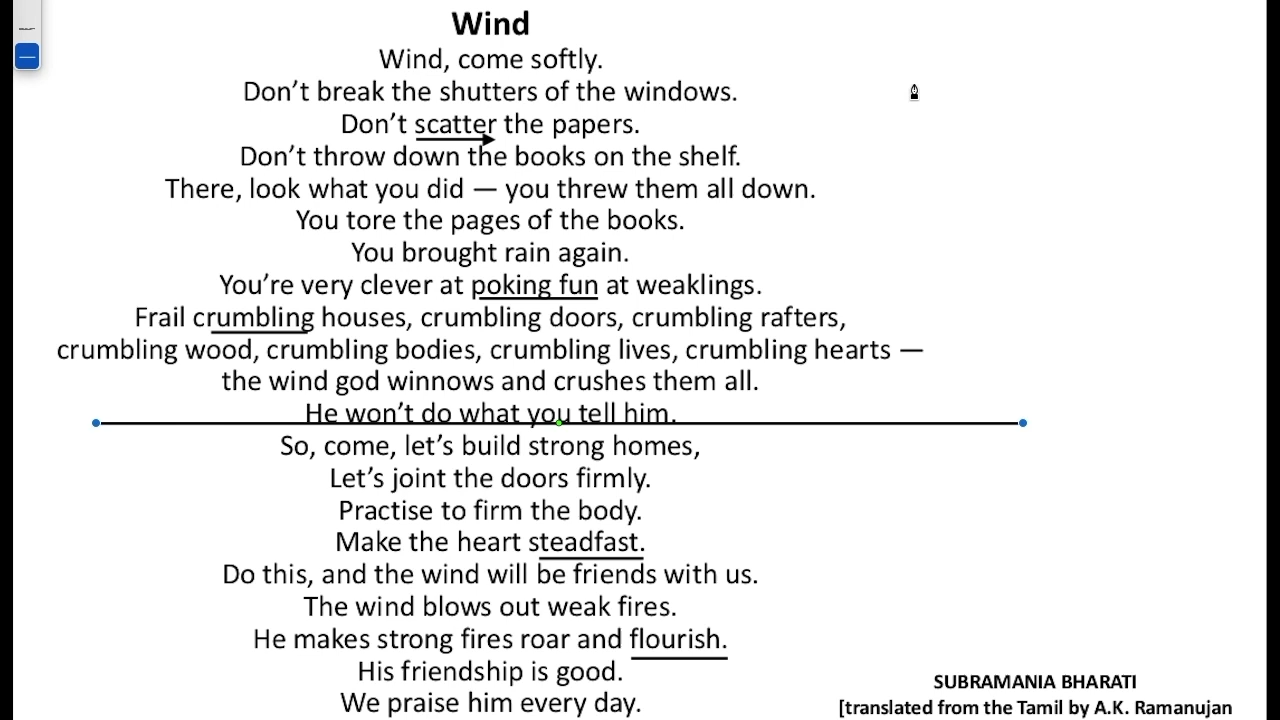 Wind
Wind, come softly.
Don’t break the shutters of the windows.
Don’t scatter the papers.
Don’t throw down the books on the shelf.
There, look what you did — you threw them all down.
You tore the pages of the books.
You brought rain again.
You’re very clever at poking fun at weaklings.
Frail crumbling houses, crumbling doors, crumbling rafters,
crumbling wood, crumbling bodies, crumbling lives, crumbling hearts —
the wind god winnows and crushes them all.
He won’t do what you tell him.
So, come, let’s build strong homes,
Let’s joint the doors firmly.
Practise to firm the body.
Make the heart steadfast.
Do this, and the wind will be friends with us.
The wind blows out weak fires.
He makes strong fires roar and flourish.
His friendship is good.
We praise him every day.
SUBRAMANIA BHARATI
[translated from the Tamil by A.K. Ramanujan